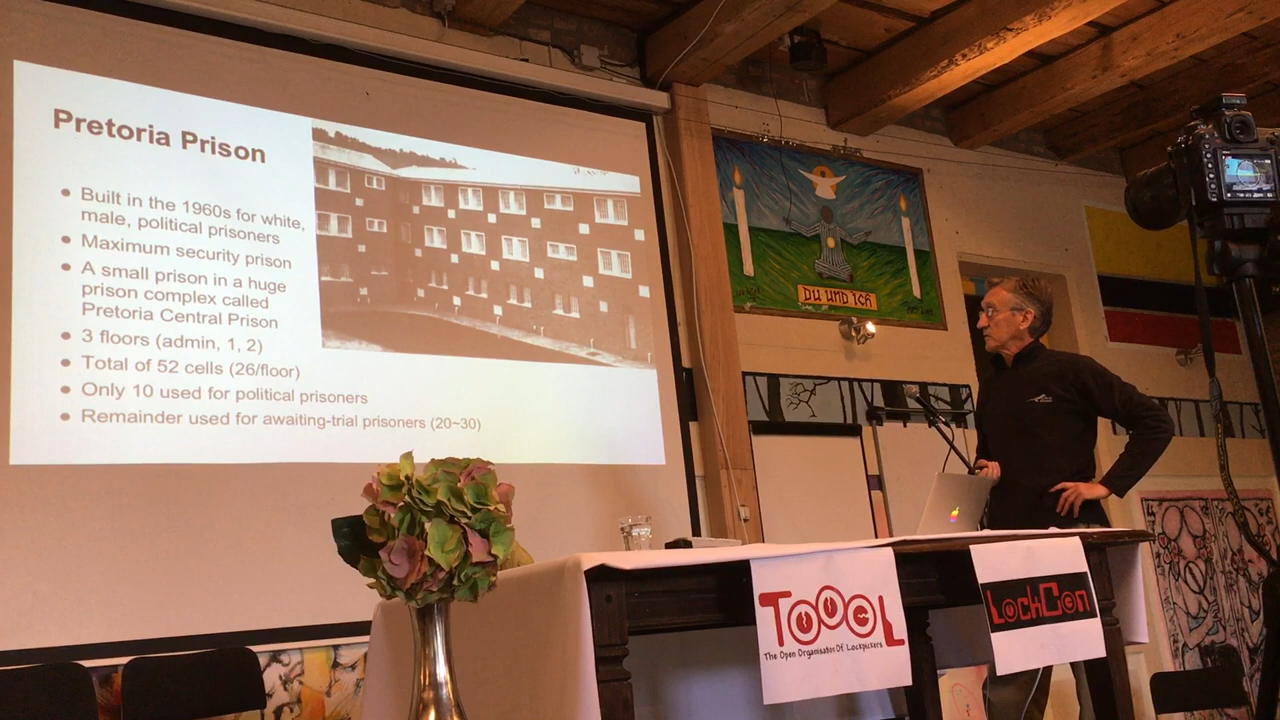 Pretoria Prison
• Built in the 1960s for white,
male, political prisoners
• Maximum security prison
• A small prison in a huge
prison complex called
Pretoria Central Prison
• 3 floors (admin, 1, 2)
• Total of 52 cells (26/floor)
• Only 10 used for political prisoners
• Remainder used for awaiting-trial prisoners (20~30)
DU UND ICH
TOOOL
The Open Organisation Of Lockpickers
LockCon